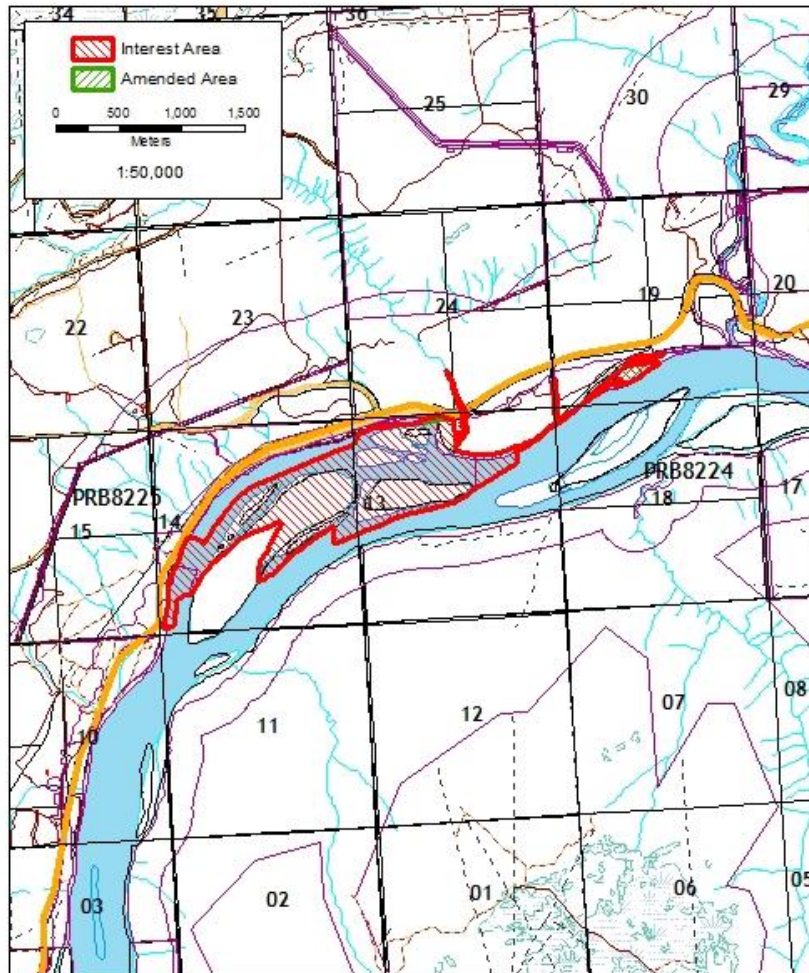 34 35 36
Interest Area
Amended Area
0 500 1,000 1,500
Meters
1:50,000
25 30 29
22 23 24 19 20
PRB8225 15 14 13 PRB8224 18 17
10 11 12 07 08
03 02 01 06 05